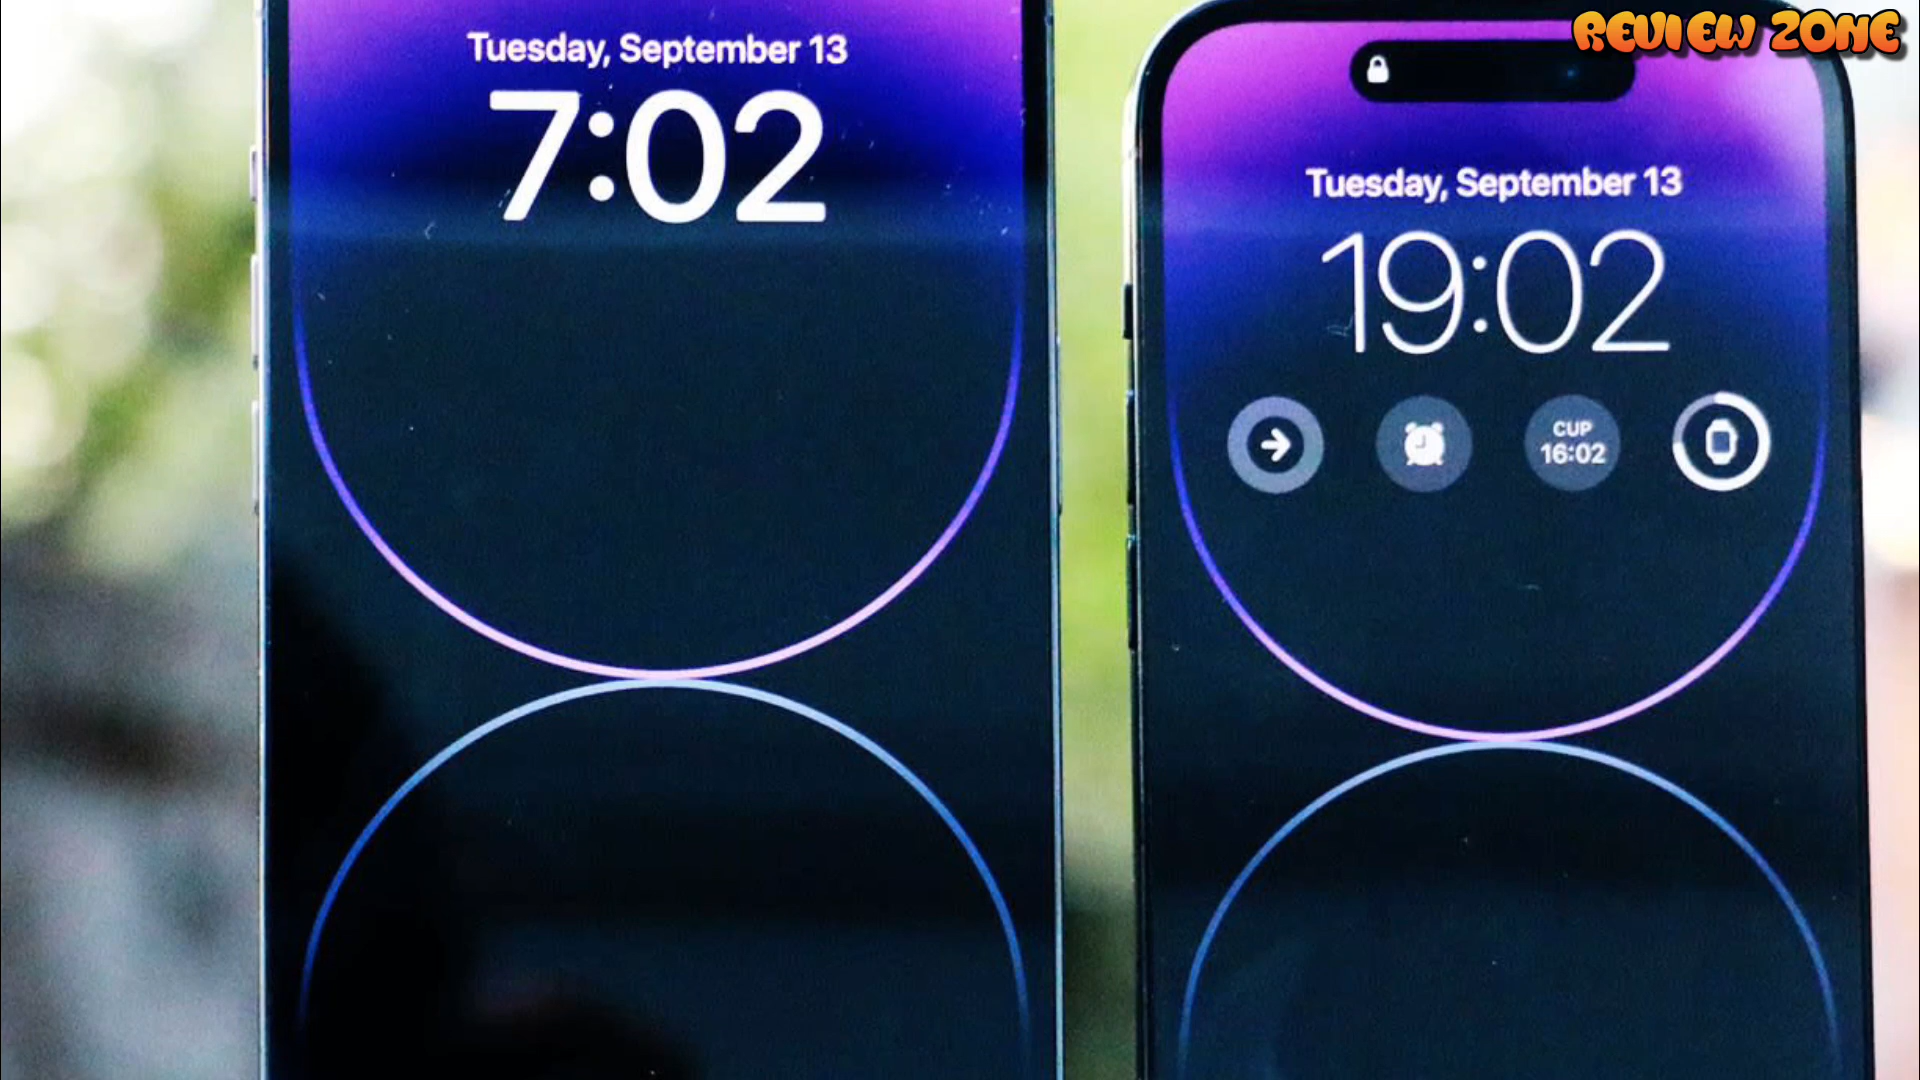 REVIEW ZONE
Tuesday, September 13
7:02
Tuesday, September 13
19:02
CUP
16:02